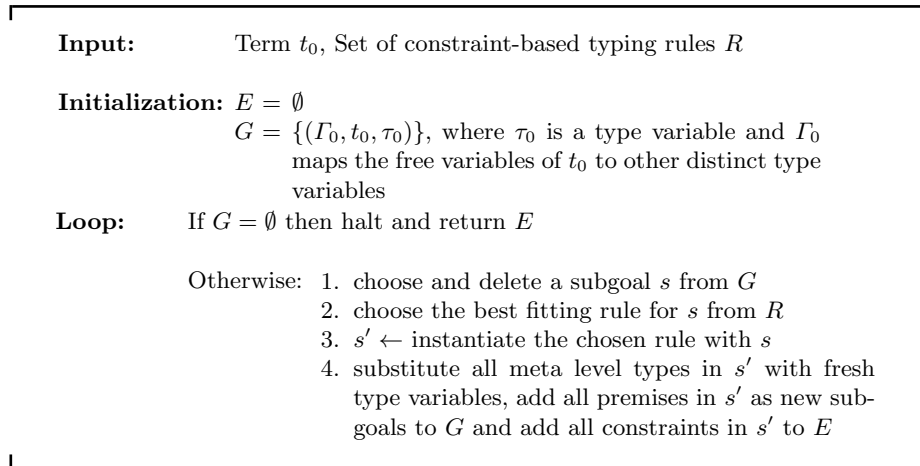 Input: Term t₀, Set of constraint-based typing rules R
Initialization: E = ∅
G = {(Γ₀, t₀, τ₀)}, where τ₀ is a type variable and Γ₀
maps the free variables of t₀ to other distinct type
variables
Loop: If G = ∅ then halt and return E
Otherwise: 1. choose and delete a subgoal s from G
2. choose the best fitting rule for s from R
3. s′ ← instantiate the chosen rule with s
4. substitute all meta level types in s′ with fresh
type variables, add all premises in s′ as new sub-
goals to G and add all constraints in s′ to E